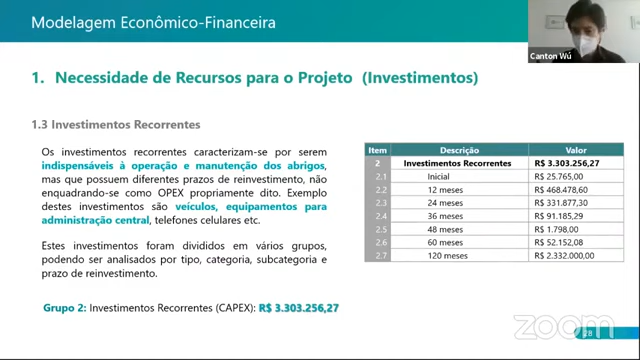 Modelagem Econômico-Financeira
Canton Wú
1. Necessidade de Recursos para o Projeto (Investimentos)
1.3 Investimentos Recorrentes
Os investimentos recorrentes caracterizam-se por serem
indispensáveis à operação e manutenção dos abrigos,
mas que possuem diferentes prazos de reinvestimento, não
enquadrando-se como OPEX propriamente dito. Exemplo
destes investimentos são veículos, equipamentos para
administração central, telefones celulares etc.
Estes investimentos foram divididos em vários grupos,
podendo ser analisados por tipo, categoria, subcategoria e
prazo de reinvestimento.
Grupo 2: Investimentos Recorrentes (CAPEX): R$ 3.303.256,27
Item Descrição Valor
2 Investimentos Recorrentes R$ 3.303.256,27
2.1 Inicial R$ 25.765,00
2.2 12 meses R$ 468.478,60
2.3 24 meses R$ 331.877,30
2.4 36 meses R$ 91.185,29
2.5 48 meses R$ 1.798,00
2.6 60 meses R$ 52.152,08
2.7 120 meses R$ 2.332.000,00
zoom
28